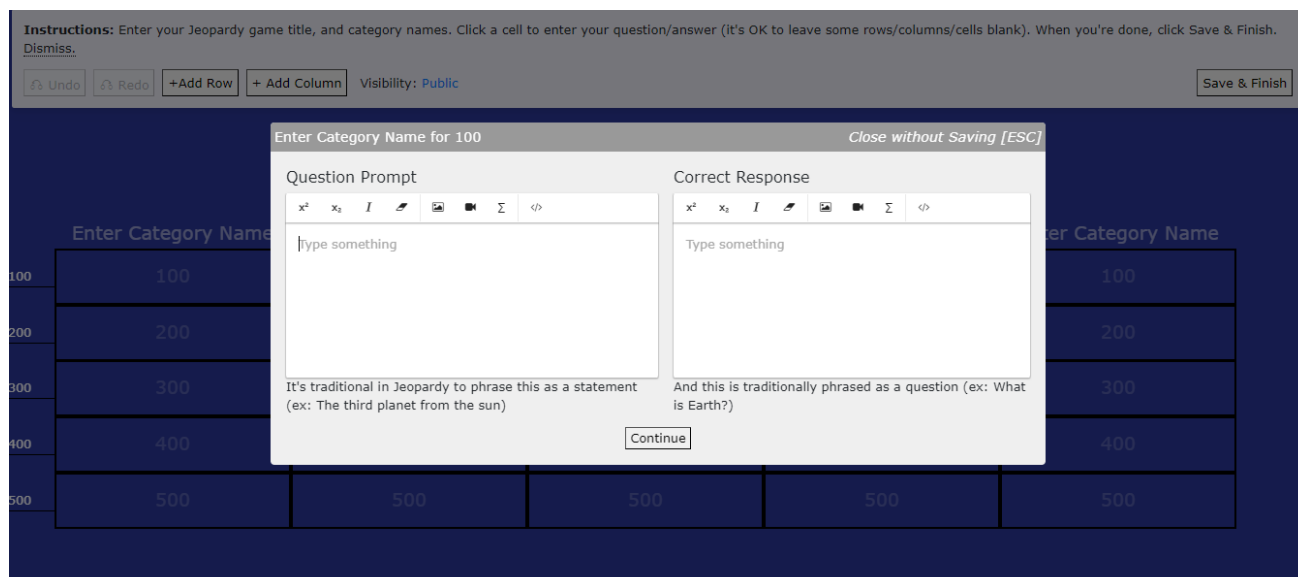 Instructions: Enter your Jeopardy game title, and category names. Click a cell to enter your question/answer (it's OK to leave some rows/columns/cells blank). When you're done, click Save & Finish.
Dismiss.
Undo Redo +Add Row + Add Column Visibility: Public Save & Finish
Enter Category Name for 100 Close without Saving [ESC]
Question Prompt Correct Response
x² x₂ I Σ </> x² x₂ I Σ </>
Type something Type something
It's traditional in Jeopardy to phrase this as a statement
(ex: The third planet from the sun)
And this is traditionally phrased as a question (ex: What
is Earth?)
Continue
Enter Category Name ter Category Name
100 100 100
200 200 200
300 300 300
400 400 400
500 500 500 500 500 500